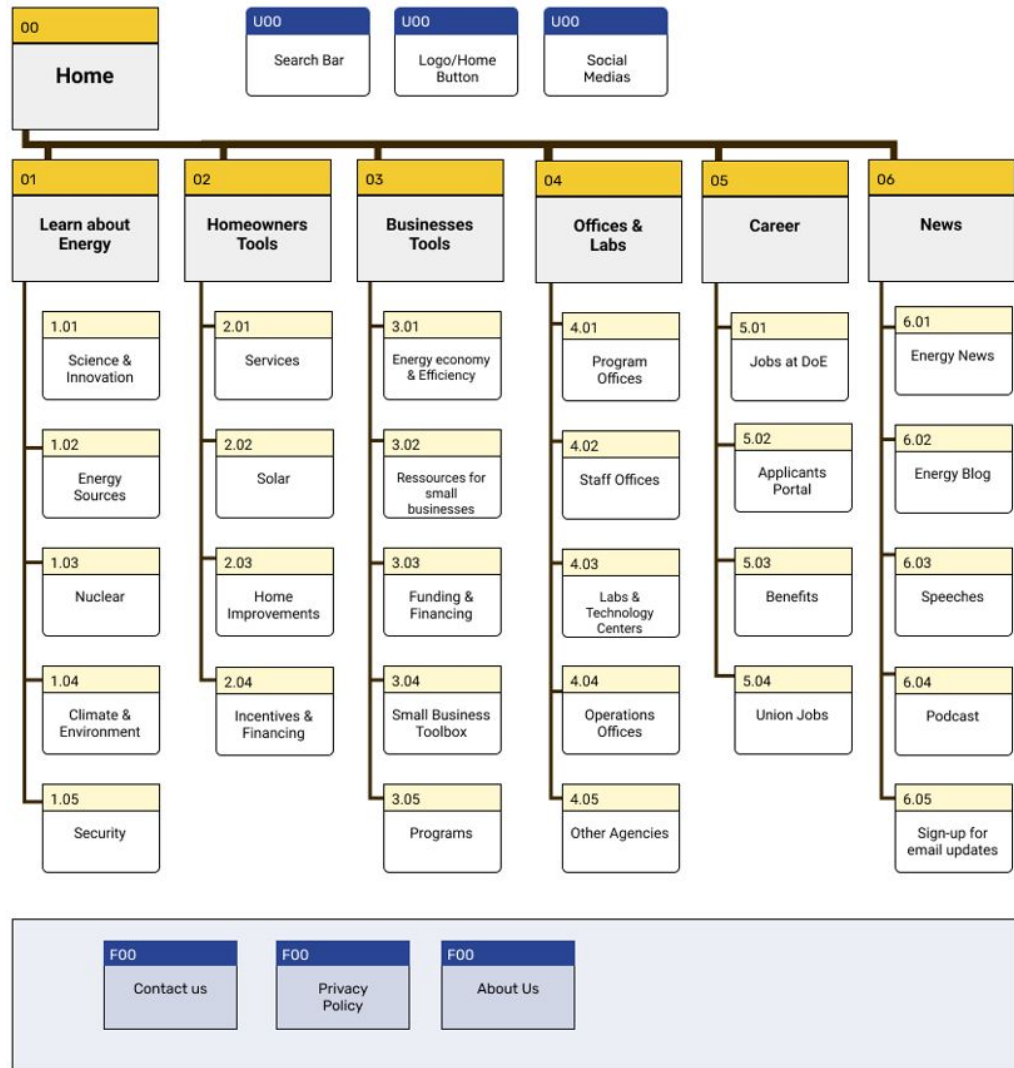 00
Home
U00
Search Bar
U00
Logo/Home
Button
U00
Social
Medias
01
Learn about
Energy
02
Homeowners
Tools
03
Businesses
Tools
04
Offices &
Labs
05
Career
06
News
1.01
Science &
Innovation
1.02
Energy
Sources
1.03
Nuclear
1.04
Climate &
Environment
1.05
Security
2.01
Services
2.02
Solar
2.03
Home
Improvements
2.04
Incentives &
Financing
3.01
Energy economy
& Efficiency
3.02
Ressources for
small
businesses
3.03
Funding &
Financing
3.04
Small Business
Toolbox
3.05
Programs
4.01
Program
Offices
4.02
Staff Offices
4.03
Labs &
Technology
Centers
4.04
Operations
Offices
4.05
Other Agencies
5.01
Jobs at DoE
5.02
Applicants
Portal
5.03
Benefits
5.04
Union Jobs
6.01
Energy News
6.02
Energy Blog
6.03
Speeches
6.04
Podcast
6.05
Sign-up for
email updates
F00
Contact us
F00
Privacy
Policy
F00
About Us